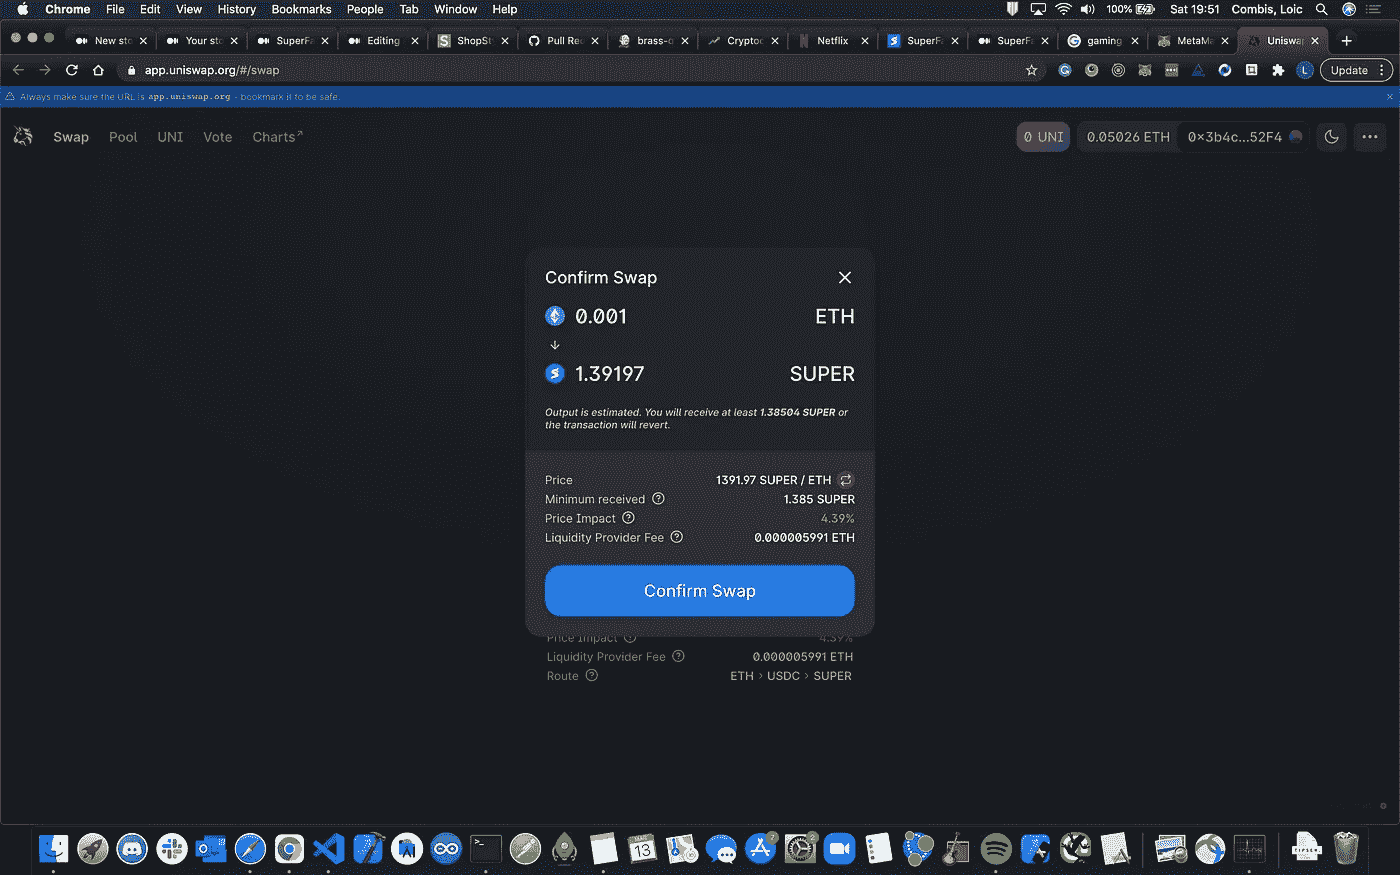 Chrome File Edit View History Bookmarks People Tab Window Help 100% Sat 19:51 Combis, Loic
New sto Your sto SuperFa Editing ShopSt Pull Req brass-g Cryptoc Netflix SuperFa SuperFa gaming MetaMa Uniswap
app.uniswap.org/#/swap Update
Always make sure the URL is app.uniswap.org - bookmark it to be safe.
Swap Pool UNI Vote Charts↗ 0 UNI 0.05026 ETH 0x3b4c...52F4
Confirm Swap
0.001 ETH
↓
1.39197 SUPER
Output is estimated. You will receive at least 1.38504 SUPER or
the transaction will revert.
Price 1391.97 SUPER / ETH
Minimum received 1.385 SUPER
Price Impact 4.39%
Liquidity Provider Fee 0.000005991 ETH
Confirm Swap
Price Impact 4.39%
Liquidity Provider Fee 0.000005991 ETH
Route ETH > USDC > SUPER
7 2
13